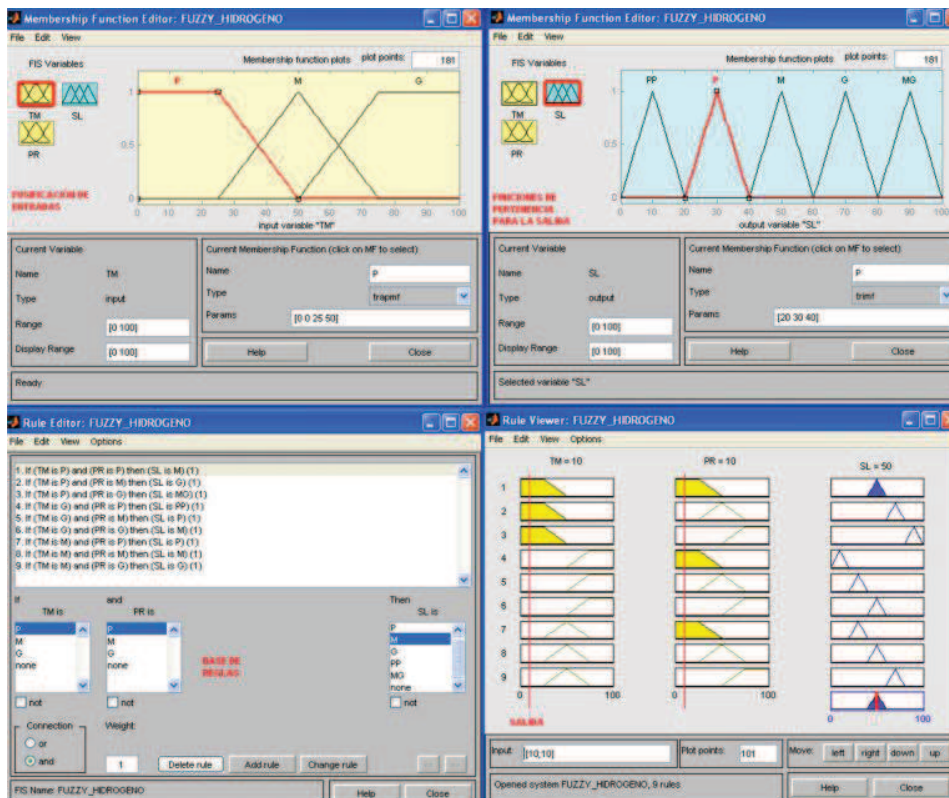 Membership Function Editor: FUZZY_HIDROGENO
File Edit View
FIS Variables
Membership function plots
plot points:
181
TM
SL
PR
P
M
G
1
0.5
0
0 10 20 30 40 50 60 70 80 90 100
input variable "TM"
FUSIFICACIÓN DE
ENTRADAS
Current Variable
Name
TM
Type
input
Range
[0 100]
Display Range
[0 100]
Current Membership Function (click on MF to select)
Name
P
Type
trapmf
Params
[0 0 25 50]
Help
Close
Ready
Membership Function Editor: FUZZY_HIDROGENO
File Edit View
FIS Variables
Membership function plots
plot points:
181
TM
SL
PR
PP
P
M
G
MG
1
0.5
0
0 10 20 30 40 50 60 70 80 90 100
output variable "SL"
FUNCIONES DE
PERTENENCIA
PARA LA SALIDA
Current Variable
Name
SL
Type
output
Range
[0 100]
Display Range
[0 100]
Current Membership Function (click on MF to select)
Name
P
Type
trimf
Params
[20 30 40]
Help
Close
Selected variable "SL"
Rule Editor: FUZZY_HIDROGENO
File Edit View Options
1. If (TM is P) and (PR is P) then (SL is M) (1)
2. If (TM is P) and (PR is M) then (SL is G) (1)
3. If (TM is P) and (PR is G) then (SL is MG) (1)
4. If (TM is G) and (PR is P) then (SL is PP) (1)
5. If (TM is G) and (PR is M) then (SL is P) (1)
6. If (TM is G) and (PR is G) then (SL is M) (1)
7. If (TM is M) and (PR is P) then (SL is P) (1)
8. If (TM is M) and (PR is M) then (SL is M) (1)
9. If (TM is M) and (PR is G) then (SL is G) (1)
If
and
Then
TM is
PR is
SL is
P
M
G
none
P
M
G
none
P
M
G
PP
MG
none
BASE DE
REGLAS
not
not
not
Connection
or
and
Weight:
1
Delete rule
Add rule
Change rule
<<
>>
FIS Name: FUZZY_HIDROGENO
Help
Close
Rule Viewer: FUZZY_HIDROGENO
File Edit View Options
TM = 10
PR = 10
SL = 50
1
2
3
4
5
6
7
8
9
0
100
0
100
0
100
SALIDA
Input:
[10;10]
Plot points:
101
Move:
left
right
down
up
Opened system FUZZY_HIDROGENO, 9 rules
Help
Close